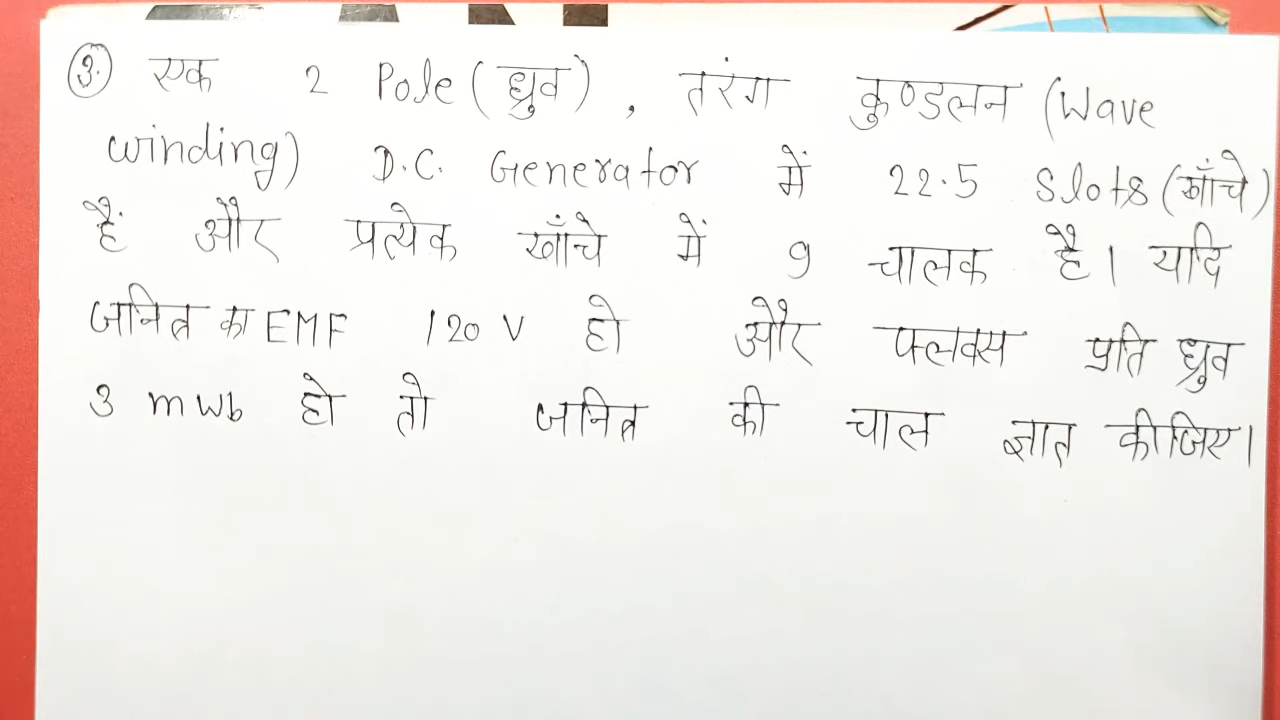 3. एक 2 Pole (ध्रुव), तरंग कुण्डलन (Wave
winding) D.C. Generator में 22.5 Slots (खाँचे)
हैं और प्रत्येक खाँचे में 9 चालक है। यदि
जनित्र का EMF 120 V हो और फ्लक्स प्रति ध्रुव
3 mwb हो तो जनित्र की चाल ज्ञात कीजिए।